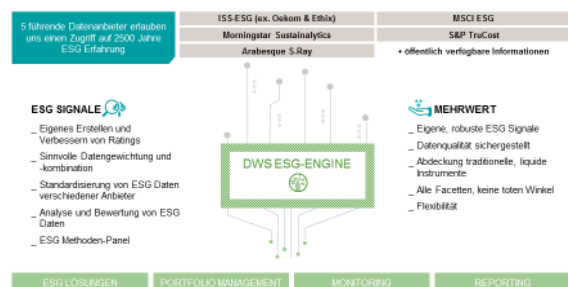 5 führende Datenanbieter erlauben
uns einen Zugriff auf 2500 Jahre
ESG Erfahrung
ISS-ESG (ex. Oekom & Ethix)
MSCI ESG
Morningstar Sustainalytics
S&P TruCost
Arabesque S-Ray
+ öffentlich verfügbare Informationen
ESG SIGNALE
_ Eigenes Erstellen und
Verbessern von Ratings
_ Sinnvolle Datengewichtung und
-kombination
_ Standardisierung von ESG Daten
verschiedener Anbieter
_ Analyse und Bewertung von ESG
Daten
_ ESG Methoden-Panel
DWS ESG-ENGINE
MEHRWERT
_ Eigene, robuste ESG Signale
_ Datenqualität sichergestellt
_ Abdeckung traditionelle, liquide
Instrumente
_ Alle Facetten, keine toten Winkel
_ Flexibilität
ESG LÖSUNGEN
PORTFOLIO MANAGEMENT
MONITORING
REPORTING